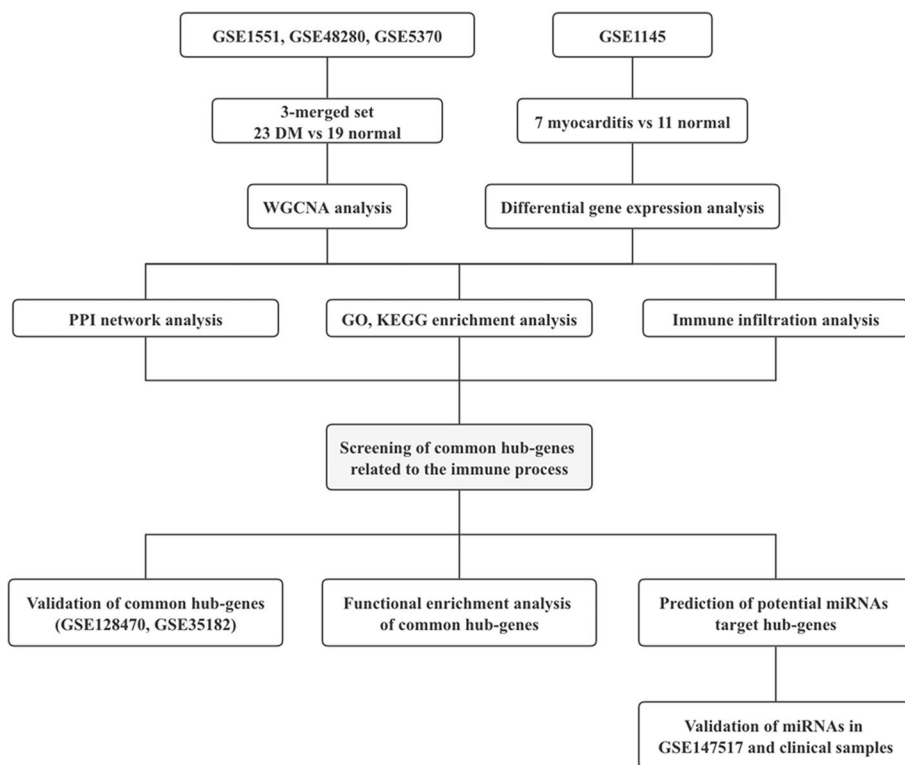 GSE1551, GSE48280, GSE5370
GSE1145
3-merged set
23 DM vs 19 normal
7 myocarditis vs 11 normal
WGCNA analysis
Differential gene expression analysis
PPI network analysis
GO, KEGG enrichment analysis
Immune infiltration analysis
Screening of common hub-genes
related to the immune process
Validation of common hub-genes
(GSE128470, GSE35182)
Functional enrichment analysis
of common hub-genes
Prediction of potential miRNAs
target hub-genes
Validation of miRNAs in
GSE147517 and clinical samples